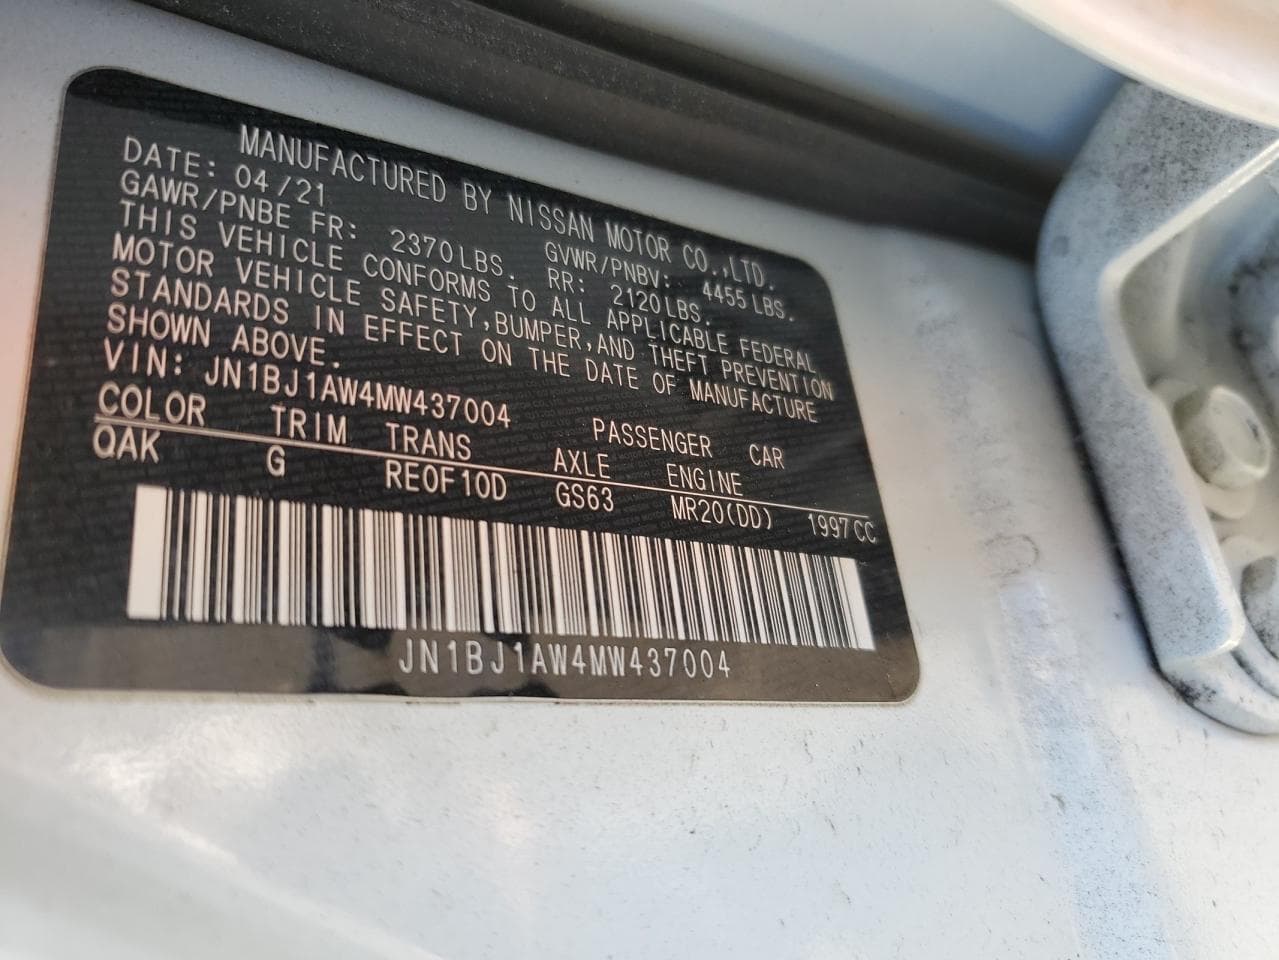 MANUFACTURED BY NISSAN MOTOR CO.,LTD.
DATE: 04/21 GVWR/PNBV: 4455 LBS.
GAWR/PNBE FR: 2370LBS. RR: 2120LBS.
THIS VEHICLE CONFORMS TO ALL APPLICABLE FEDERAL
MOTOR VEHICLE SAFETY,BUMPER,AND THEFT PREVENTION
STANDARDS IN EFFECT ON THE DATE OF MANUFACTURE
SHOWN ABOVE.
VIN: JN1BJ1AW4MW437004 PASSENGER CAR
COLOR TRIM TRANS AXLE ENGINE
QAK G RE0F10D GS63 MR20(DD) 1997CC
JN1BJ1AW4MW437004